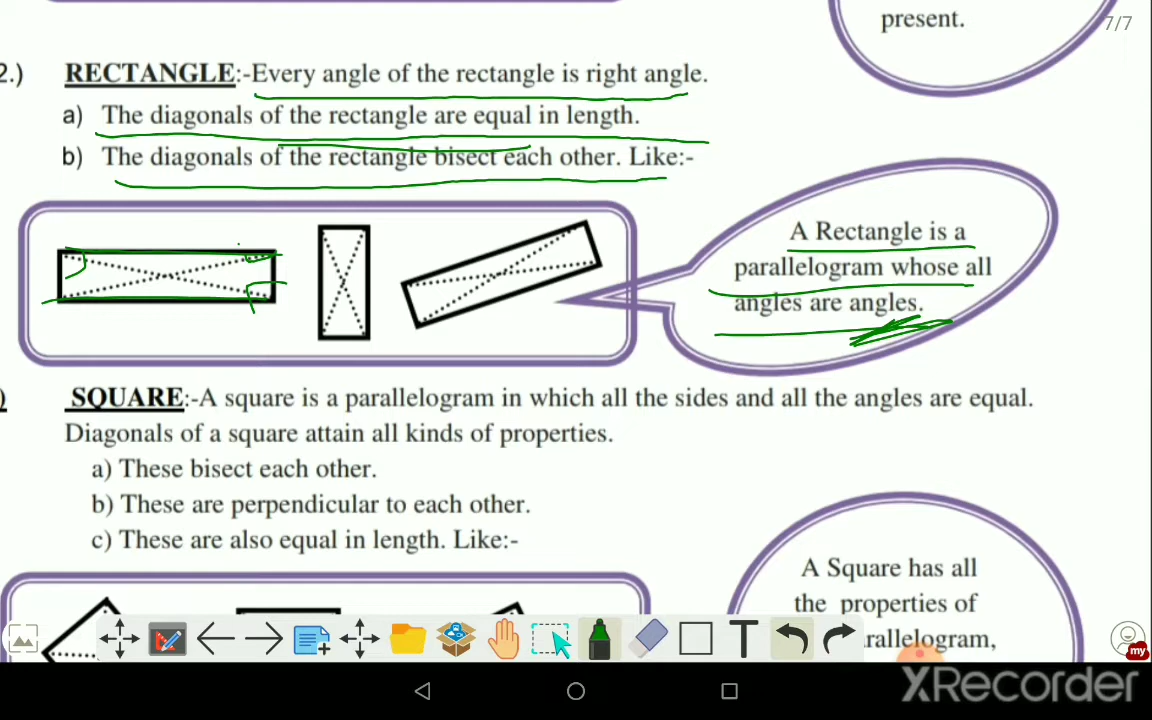 present.
7/7
2.) RECTANGLE:-Every angle of the rectangle is right angle.
a) The diagonals of the rectangle are equal in length.
b) The diagonals of the rectangle bisect each other. Like:-
A Rectangle is a
parallelogram whose all
angles are angles.
) SQUARE:-A square is a parallelogram in which all the sides and all the angles are equal.
Diagonals of a square attain all kinds of properties.
a) These bisect each other.
b) These are perpendicular to each other.
c) These are also equal in length. Like:-
A Square has all
the properties of
rallelogram,
T
my
XRecorder